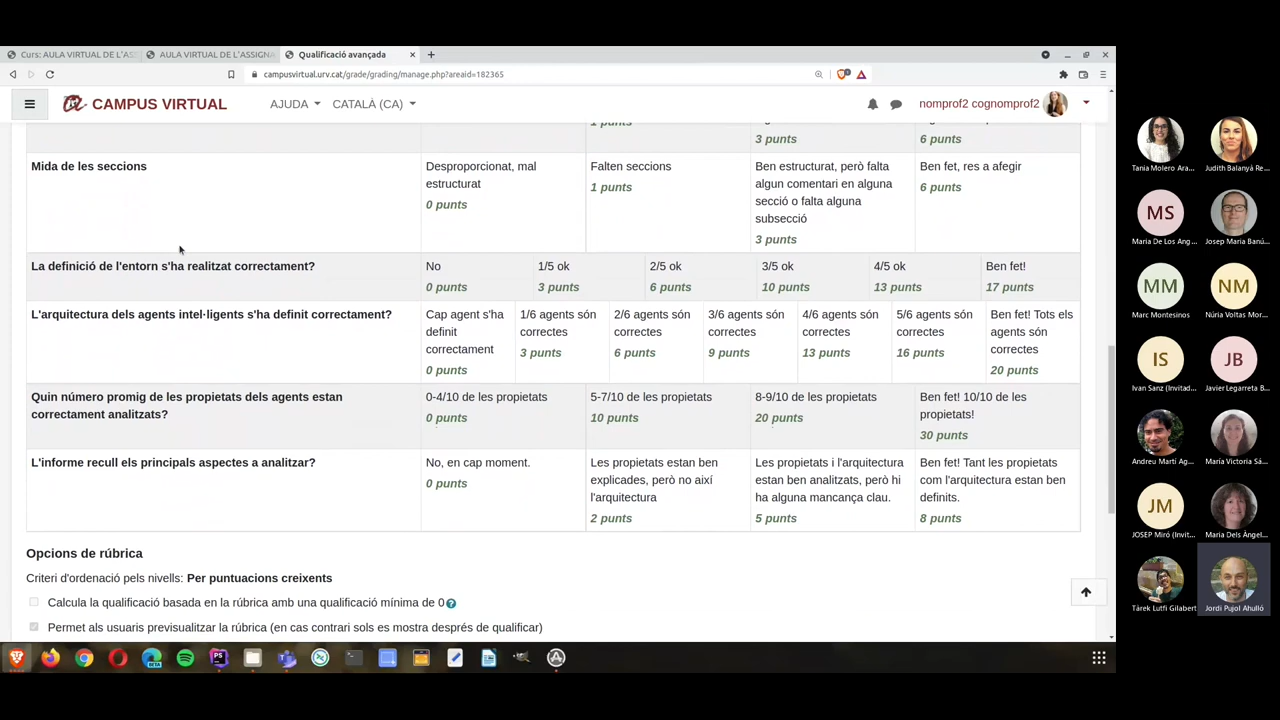 Curs: AULA VIRTUAL DE L'AS
AULA VIRTUAL DE L'ASSIGNA
Qualificació avançada
campusvirtual.urv.cat/grade/grading/manage.php?areaid=182365
CAMPUS VIRTUAL
AJUDA
CATALÀ (CA)
nomprof2 cognomprof2
1 punts
3 punts
6 punts
Mida de les seccions
Desproporcionat, mal
estructurat
0 punts
Falten seccions
1 punts
Ben estructurat, però falta
algun comentari en alguna
secció o falta alguna
subsecció
3 punts
Ben fet, res a afegir
6 punts
La definició de l'entorn s'ha realitzat correctament?
No
0 punts
1/5 ok
3 punts
2/5 ok
6 punts
3/5 ok
10 punts
4/5 ok
13 punts
Ben fet!
17 punts
L'arquitectura dels agents intel·ligents s'ha definit correctament?
Cap agent s'ha
definit
correctament
0 punts
1/6 agents són
correctes
3 punts
2/6 agents són
correctes
6 punts
3/6 agents són
correctes
9 punts
4/6 agents són
correctes
13 punts
5/6 agents són
correctes
16 punts
Ben fet! Tots els
agents són
correctes
20 punts
Quin número promig de les propietats dels agents estan
correctament analitzats?
0-4/10 de les propietats
0 punts
5-7/10 de les propietats
10 punts
8-9/10 de les propietats
20 punts
Ben fet! 10/10 de les
propietats!
30 punts
L'informe recull els principals aspectes a analitzar?
No, en cap moment.
0 punts
Les propietats estan ben
explicades, però no així
l'arquitectura
2 punts
Les propietats i l'arquitectura
estan ben analitzats, però hi
ha alguna mancança clau.
5 punts
Ben fet! Tant les propietats
com l'arquitectura estan ben
definits.
8 punts
Opcions de rúbrica
Criteri d'ordenació pels nivells: Per puntuacions creixents
Calcula la qualificació basada en la rúbrica amb una qualificació mínima de 0
Permet als usuaris previsualitzar la rúbrica (en cas contrari sols es mostra després de qualificar)
Tania Molero Ara...
Judith Balanyà Re...
MS
Maria De Los Ang...
Josep Maria Banú...
MM
Marc Montesinos
NM
Núria Voltas Mor...
IS
Ivan Sanz (Invitad...
JB
Javier Legarreta B...
Andreu Martí Ag...
María Victoria Sá...
JM
JOSEP Miró (Invit...
Maria Dels Àngel...
Tárek Lutfi Gilabert
Jordi Pujol Ahulló